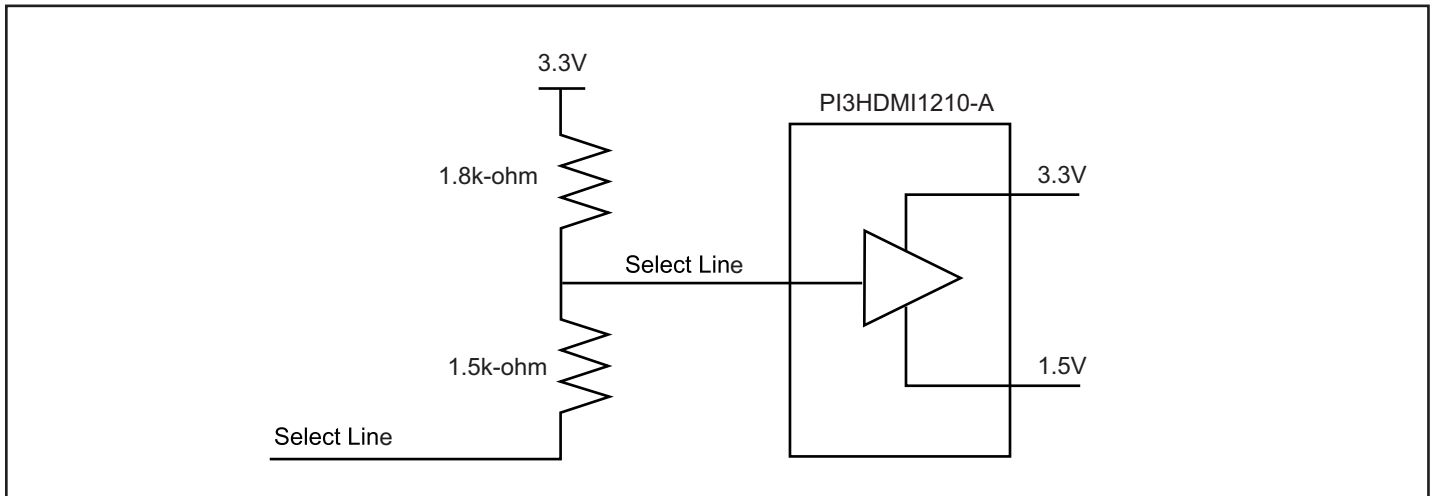 3.3V
PI3HDMI1210-A
1.8k-ohm
3.3V
Select Line
1.5k-ohm
1.5V
Select Line